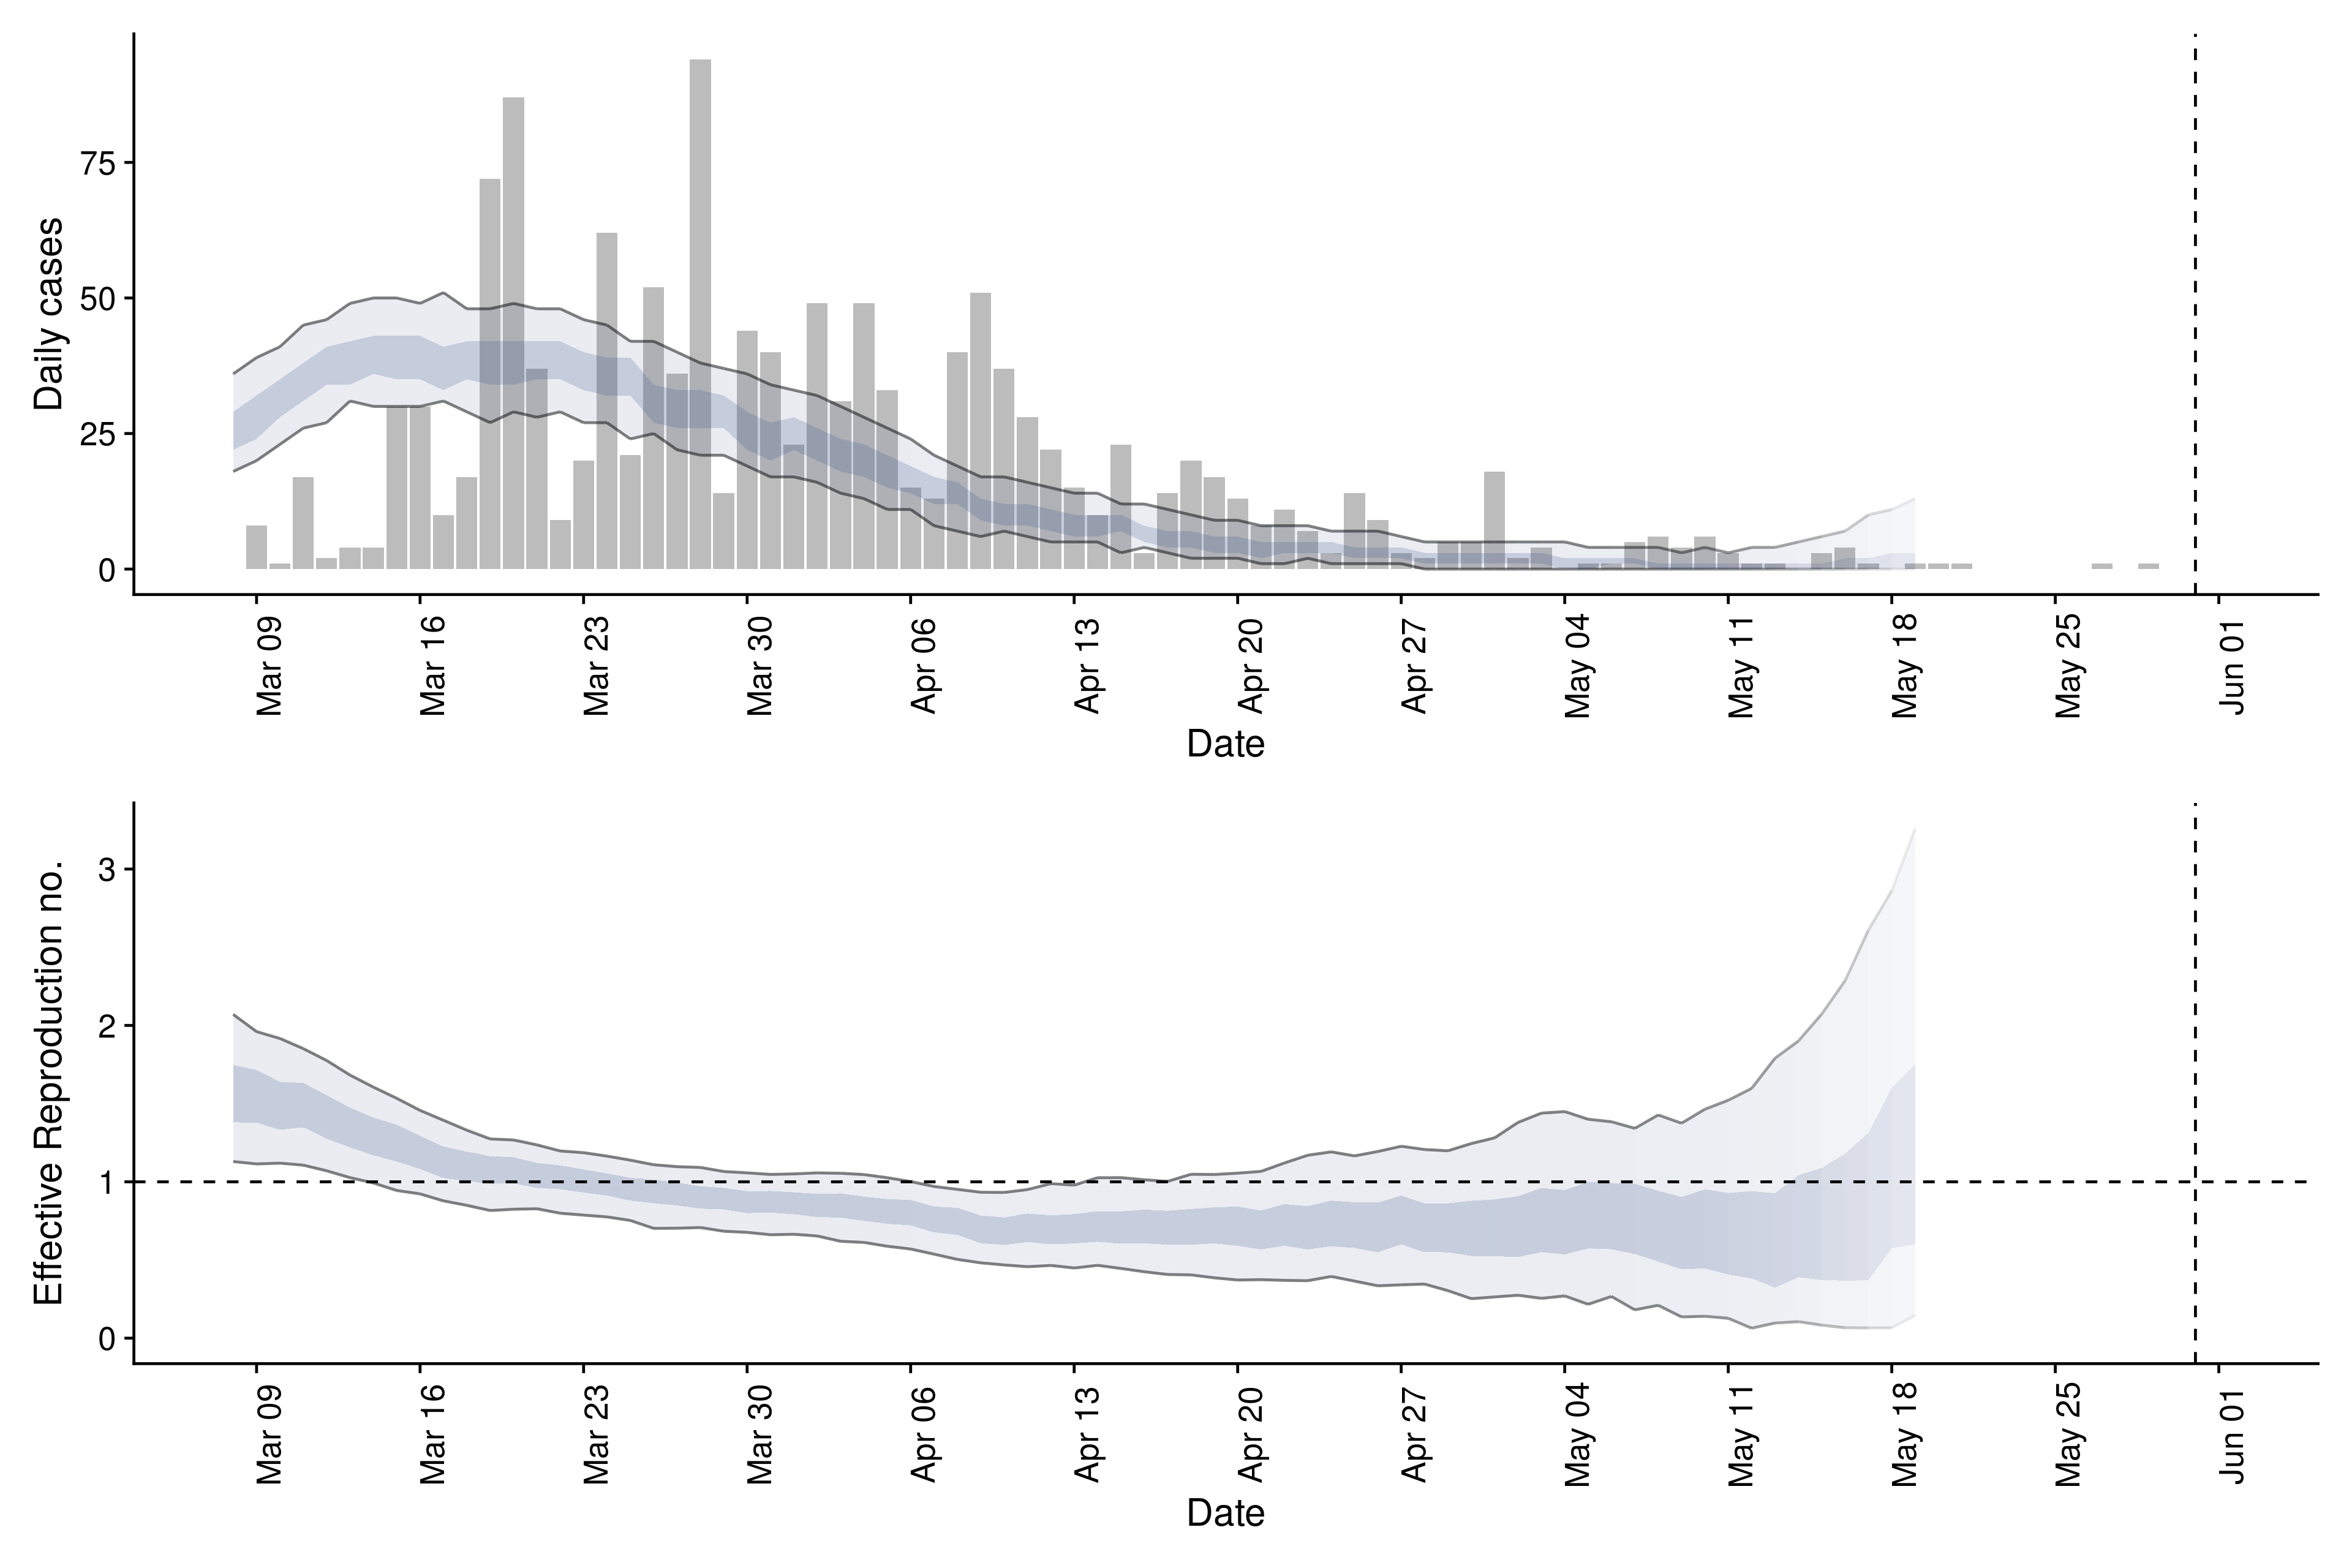 Daily cases
75
50
25
0
Mar 09
Mar 16
Mar 23
Mar 30
Apr 06
Apr 13
Apr 20
Apr 27
May 04
May 11
May 18
May 25
Jun 01
Date
Effective Reproduction no.
3
2
1
0
Mar 09
Mar 16
Mar 23
Mar 30
Apr 06
Apr 13
Apr 20
Apr 27
May 04
May 11
May 18
May 25
Jun 01
Date